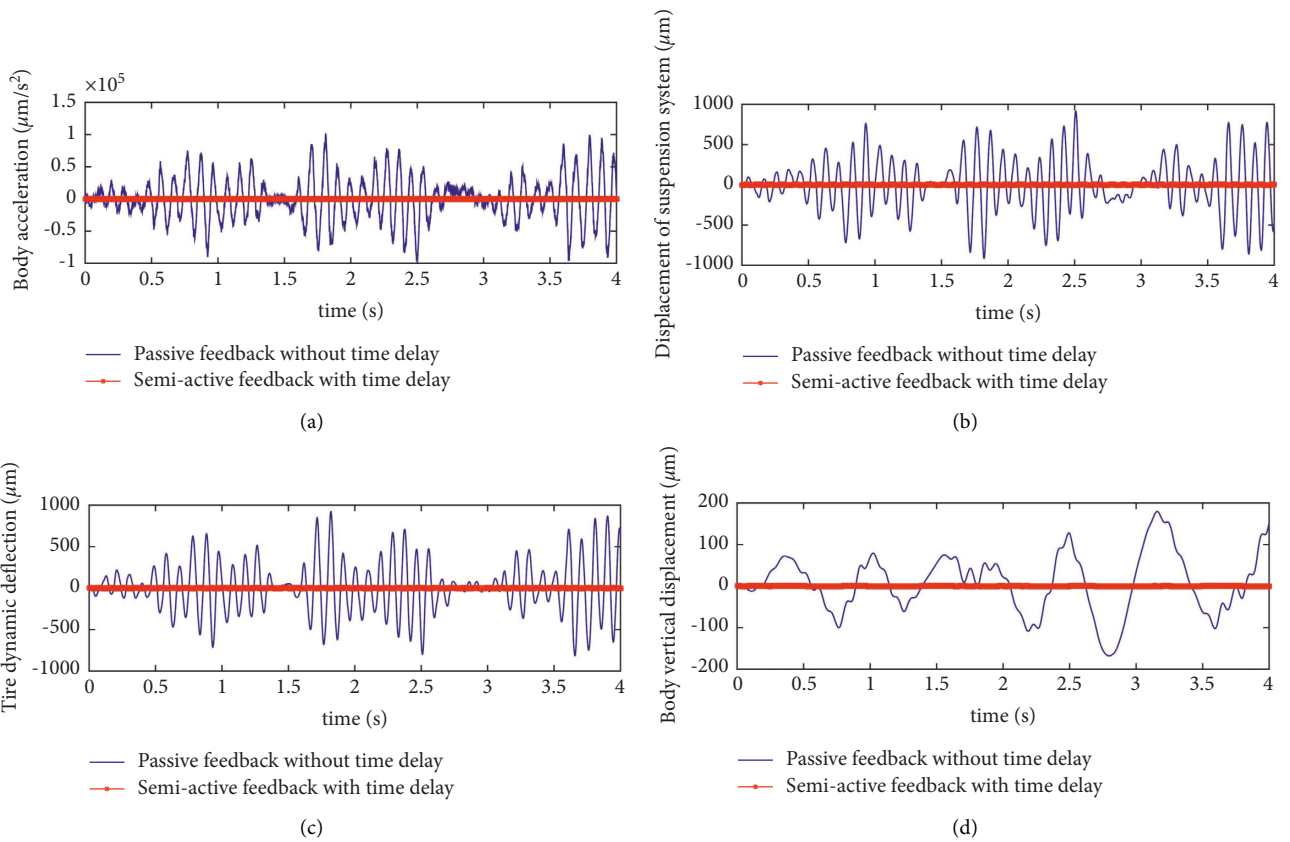 Body acceleration (μm/s²)
×10⁵
1.5
1
0.5
0
-0.5
-1
0 0.5 1 1.5 2 2.5 3 3.5 4
time (s)
Passive feedback without time delay
Semi-active feedback with time delay
(a)
Displacement of suspension system (μm)
1000
500
0
-500
-1000
0 0.5 1 1.5 2 2.5 3 3.5 4
time (s)
Passive feedback without time delay
Semi-active feedback with time delay
(b)
Tire dynamic deflection (μm)
1000
500
0
-500
-1000
0 0.5 1 1.5 2 2.5 3 3.5 4
time (s)
Passive feedback without time delay
Semi-active feedback with time delay
(c)
Body vertical displacement (μm)
200
100
0
-100
-200
0 0.5 1 1.5 2 2.5 3 3.5 4
time (s)
Passive feedback without time delay
Semi-active feedback with time delay
(d)